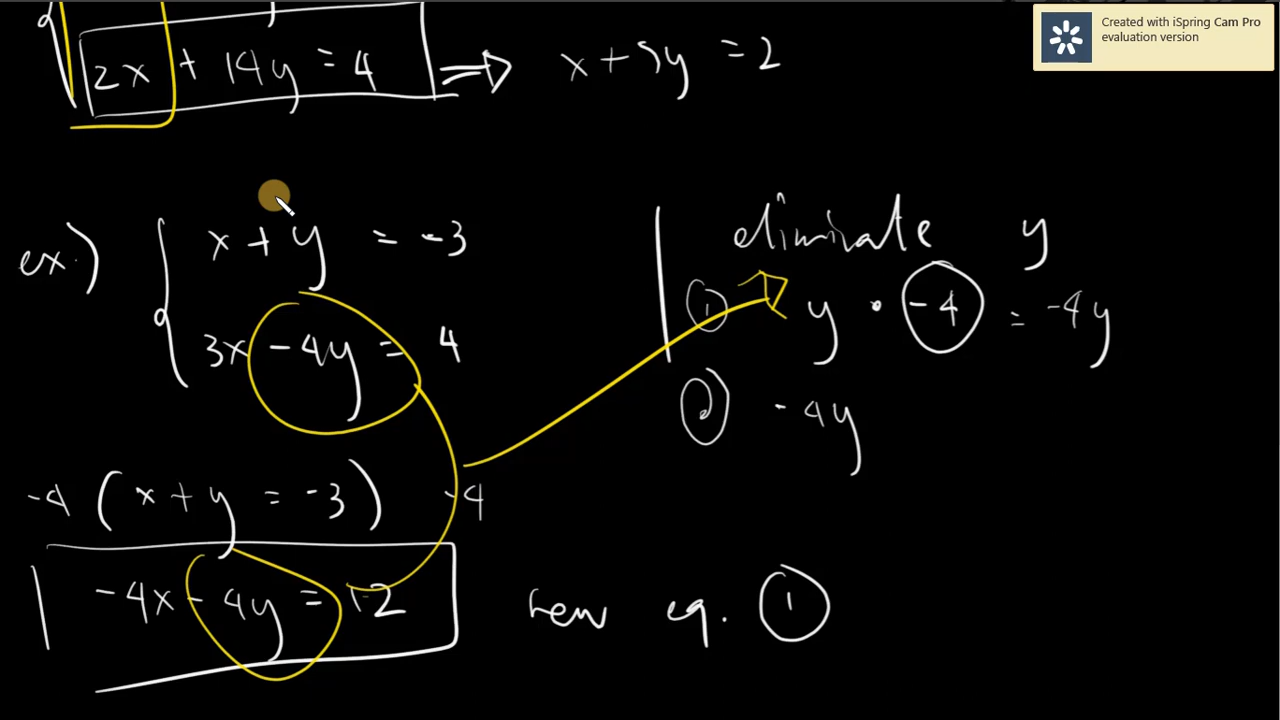 Created with iSpring Cam Pro
evaluation version
2x + 14y = 4 ⟹ x + 7y = 2
ex.) x + y = -3
3x - 4y = 4
eliminate y
① y · -4 = -4y
② -4y
-4 (x + y = -3) -4
-4x - 4y = 12
new eq. ①